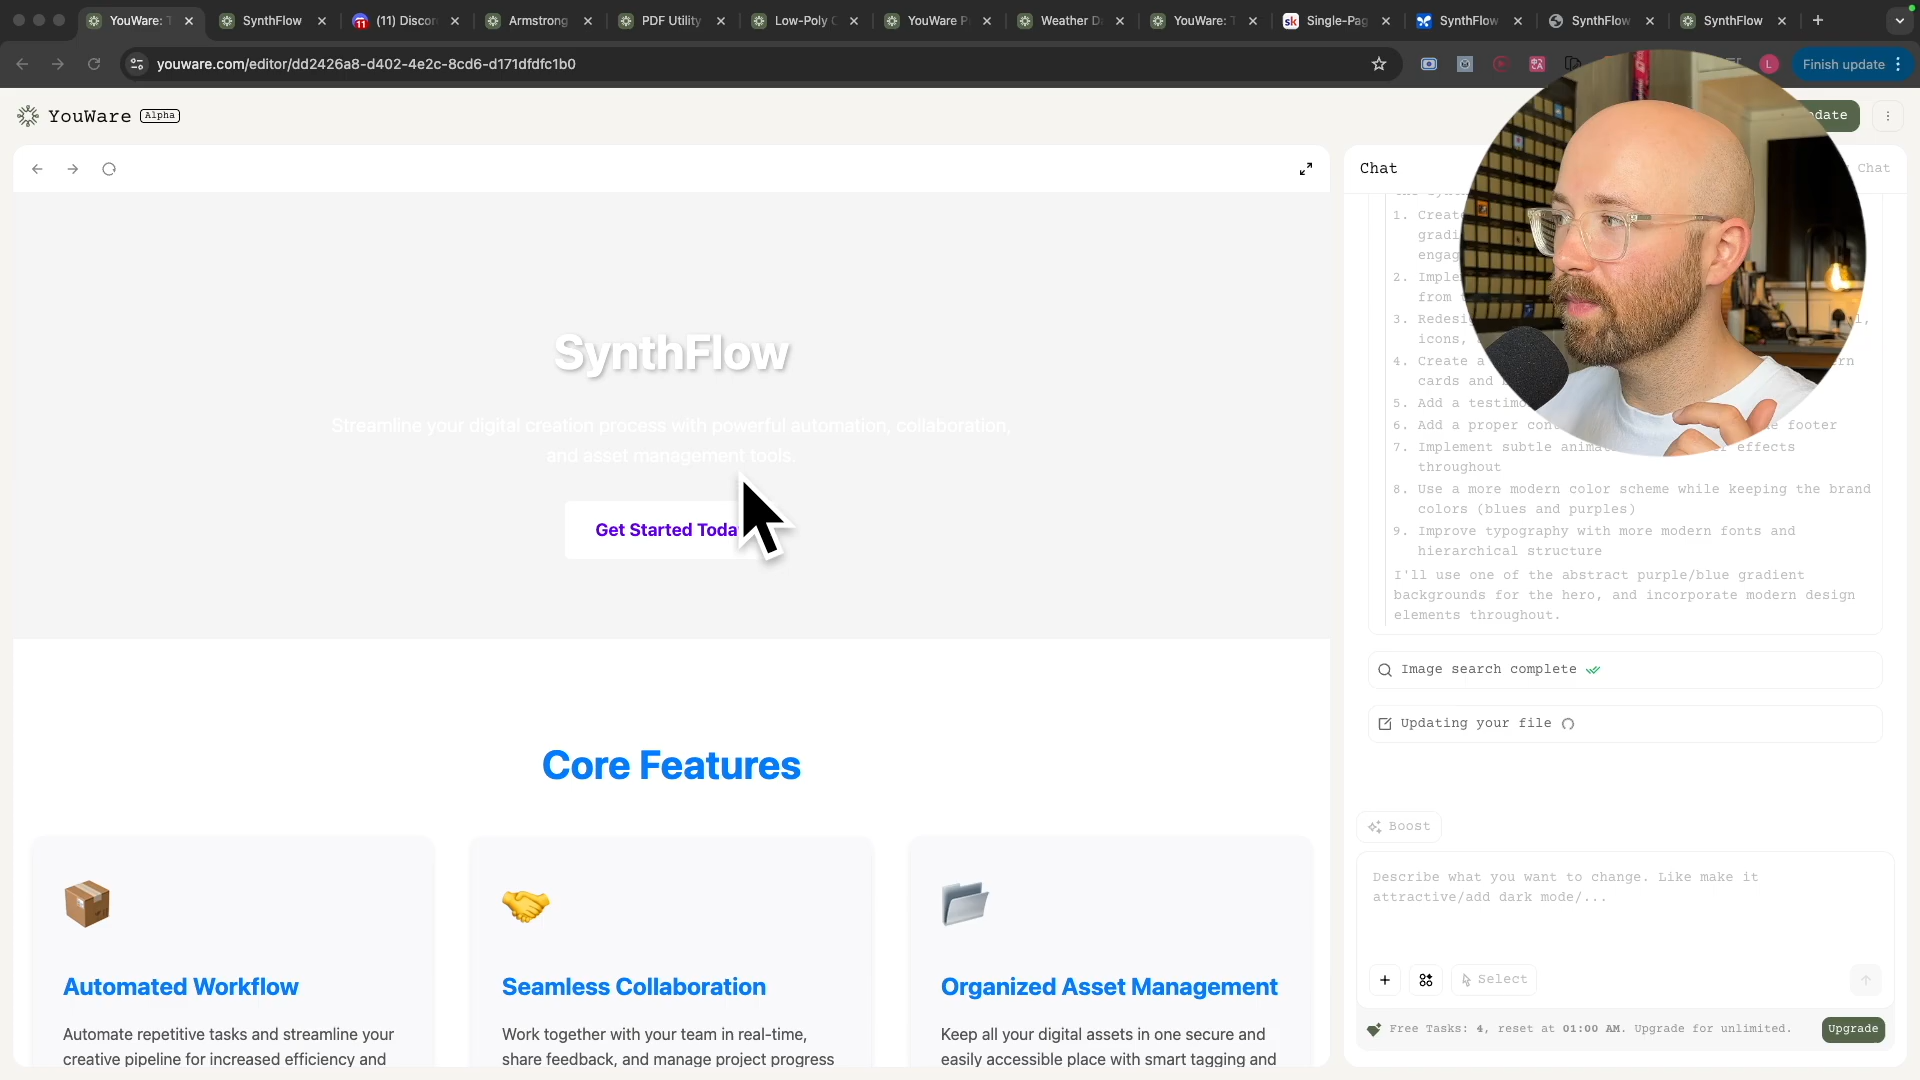 YouWare: T
SynthFlow
(11) Discor
Armstrong
PDF Utility
Low-Poly
YouWare P
Weather D
YouWare: T
Single-Pag
SynthFlow
SynthFlow
SynthFlow
youware.com/editor/dd2426a8-d402-4e2c-8cd6-d171dfdfc1b0
L
Finish update
YouWare Alpha
date
Chat
Chat
SynthFlow
Streamline your digital creation process with powerful automation, collaboration,
and asset management tools.
Get Started Toda
Core Features
Automated Workflow
Automate repetitive tasks and streamline your
creative pipeline for increased efficiency and
Seamless Collaboration
Work together with your team in real-time,
share feedback, and manage project progress
Organized Asset Management
Keep all your digital assets in one secure and
easily accessible place with smart tagging and
1. Create
gradi
engag
2. Imple
from
3. Redesi
icons,
4. Create a
cards and
5. Add a testimo
6. Add a proper con footer
7. Implement subtle anima effects
throughout
8. Use a more modern color scheme while keeping the brand
colors (blues and purples)
9. Improve typography with more modern fonts and
hierarchical structure
I'll use one of the abstract purple/blue gradient
backgrounds for the hero, and incorporate modern design
elements throughout.
Image search complete
Updating your file
Boost
Describe what you want to change. Like make it
attractive/add dark mode/...
Select
Free Tasks: 4, reset at 01:00 AM. Upgrade for unlimited.
Upgrade